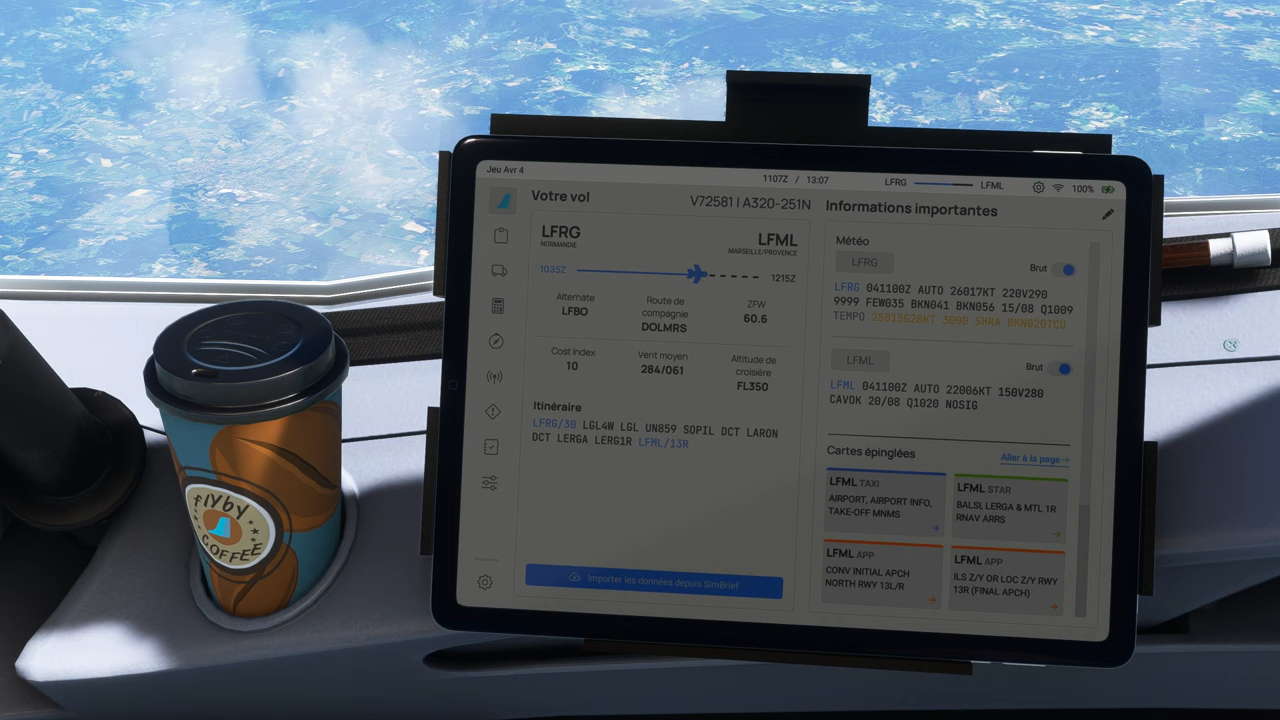 Jeu Avr 4
1107Z / 13:07
LFRG
LFML
100%
Votre vol
V72581 | A320-251N
LFRG
NORMANDIE
LFML
MARSEILLE/PROVENCE
1035Z
1215Z
Alternate
LFBO
Route de
compagnie
DOLMRS
ZFW
60.6
Cost Index
10
Vent moyen
284/061
Altitude de
croisière
FL350
Itinéraire
LFRG/30 LGL4W LGL UN859 SOPIL DCT LARON
DCT LERGA LERG1R LFML/13R
Importer les données depuis SimBrief
Informations importantes
Météo
LFRG
Brut
LFRG 041100Z AUTO 26017KT 220V290
9999 FEW035 BKN041 BKN056 15/08 Q1009
TEMPO 25015G28KT 3000 SHRA BKN020TCU
LFML
Brut
LFML 041100Z AUTO 22006KT 150V280
CAVOK 20/08 Q1020 NOSIG
Cartes épinglées
Aller à la page
LFML TAXI
AIRPORT, AIRPORT INFO,
TAKE-OFF MNMS
LFML STAR
BALSI, LERGA & MTL 1R
RNAV ARRS
LFML APP
CONV INITIAL APCH
NORTH RWY 13L/R
LFML APP
ILS Z/Y OR LOC Z/Y RWY
13R (FINAL APCH)
FlYbY
COFFEE